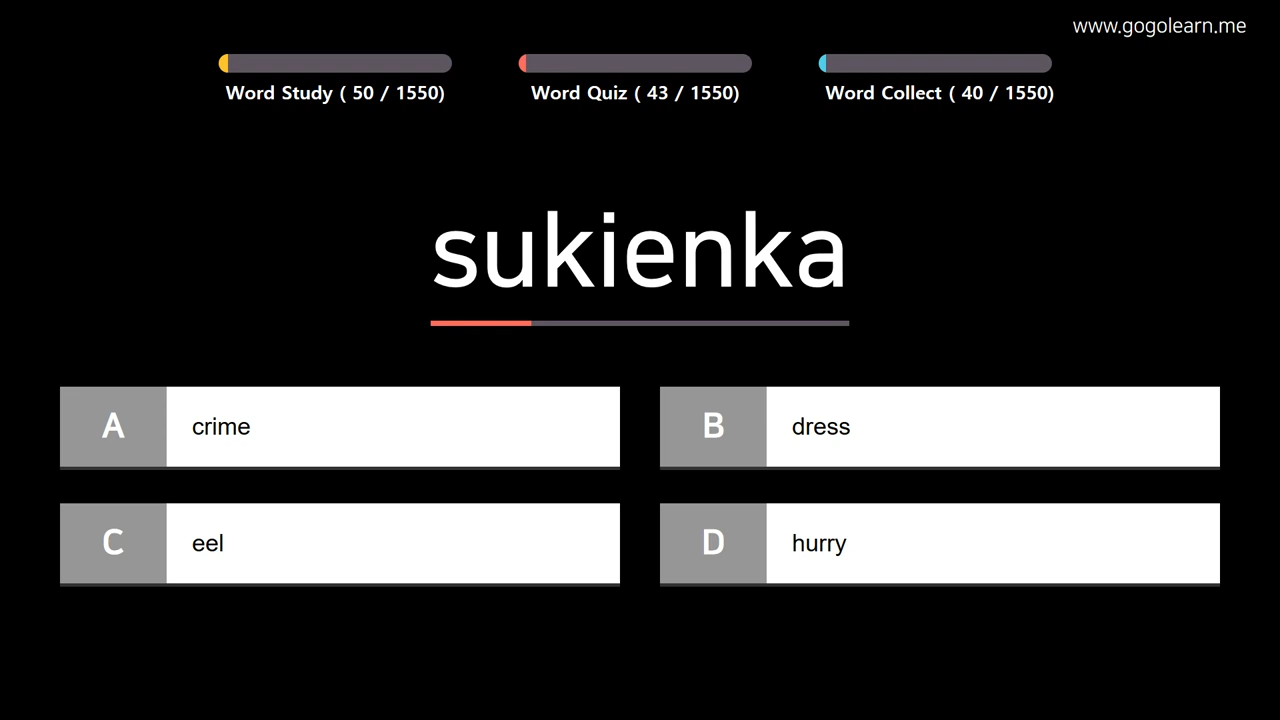 www.gogolearn.me
Word Study ( 50 / 1550)
Word Quiz ( 43 / 1550)
Word Collect ( 40 / 1550)
sukienka
A crime
B dress
C eel
D hurry